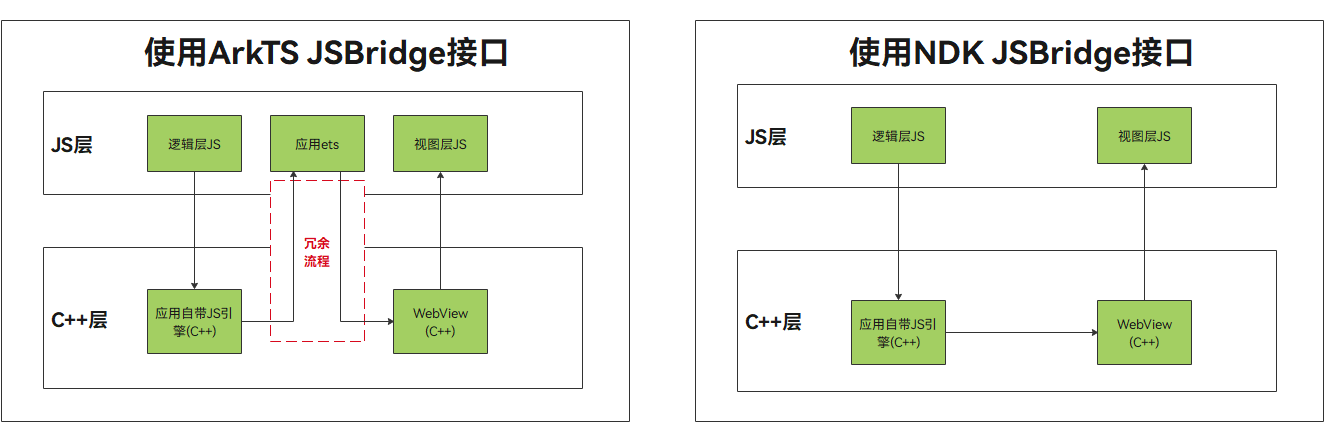 使用ArkTS JSBridge接口
JS层
逻辑层JS
应用ets
视图层JS
冗余
流程
C++层
应用自带JS引
擎(C++)
WebView
(C++)
使用NDK JSBridge接口
JS层
逻辑层JS
视图层JS
C++层
应用自带JS引
擎(C++)
WebView
(C++)